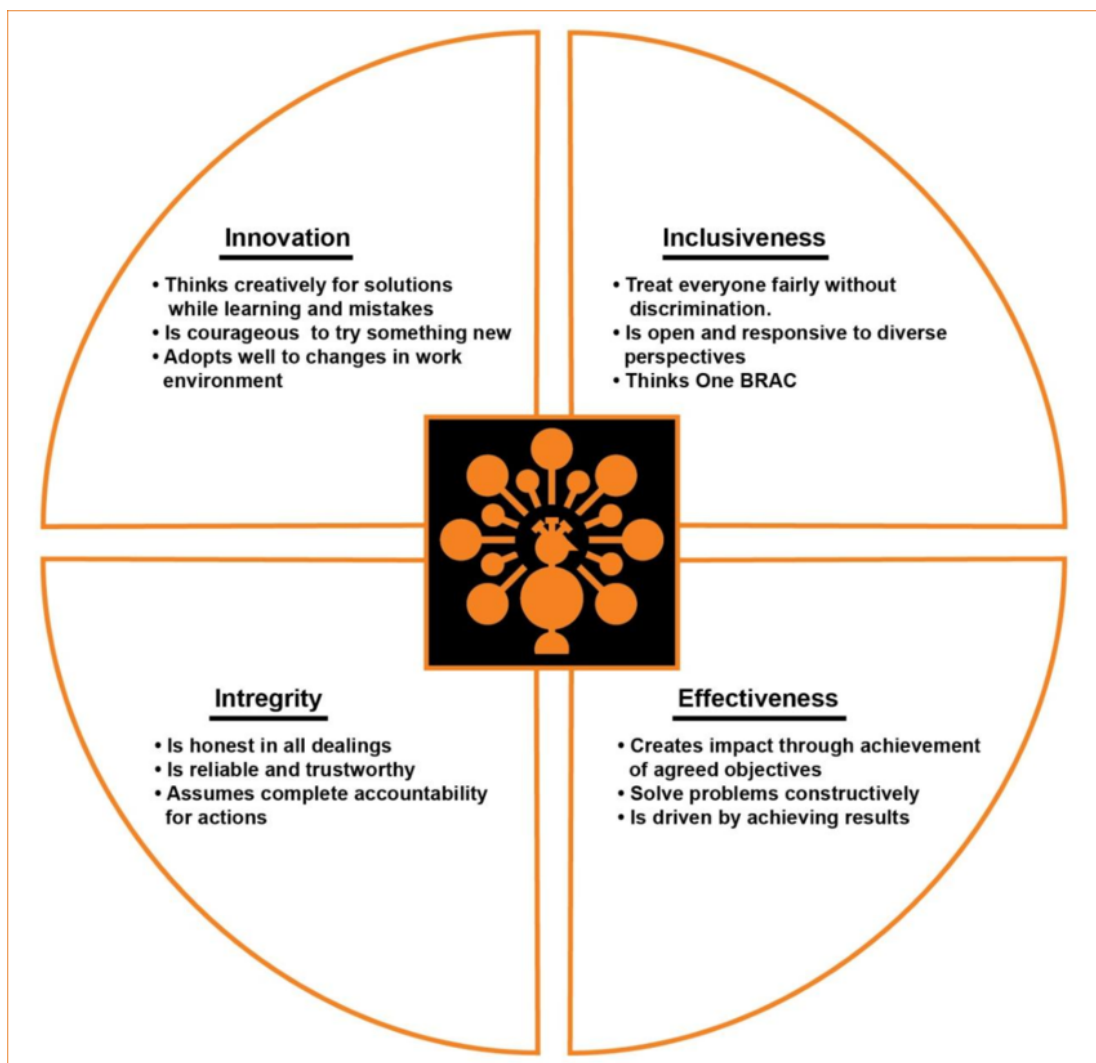 Innovation
• Thinks creatively for solutions
while learning and mistakes
• Is courageous to try something new
• Adopts well to changes in work
environment
Inclusiveness
• Treat everyone fairly without
discrimination.
• Is open and responsive to diverse
perspectives
• Thinks One BRAC
Intregrity
• Is honest in all dealings
• Is reliable and trustworthy
• Assumes complete accountability
for actions
Effectiveness
• Creates impact through achievement
of agreed objectives
• Solve problems constructively
• Is driven by achieving results